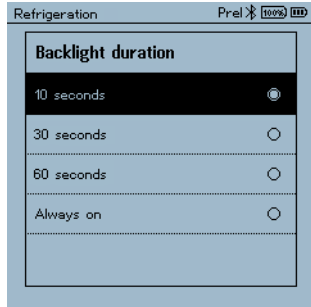 Refrigeration Prel 100%
Backlight duration
10 seconds
30 seconds
60 seconds
Always on